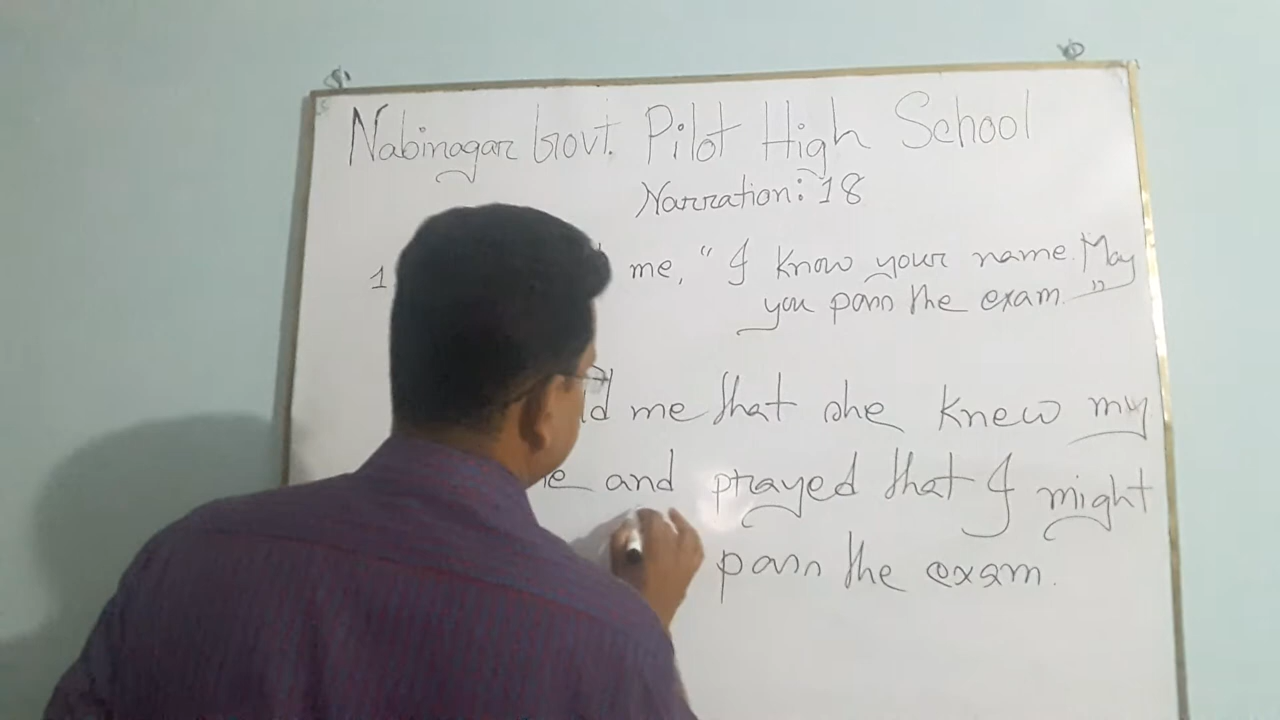 Nabinagar Govt. Pilot High School
Narration: 18
1 me, " I know your name. May
you pass the exam. "
me that she knew my
and prayed that I might
pass the exam.